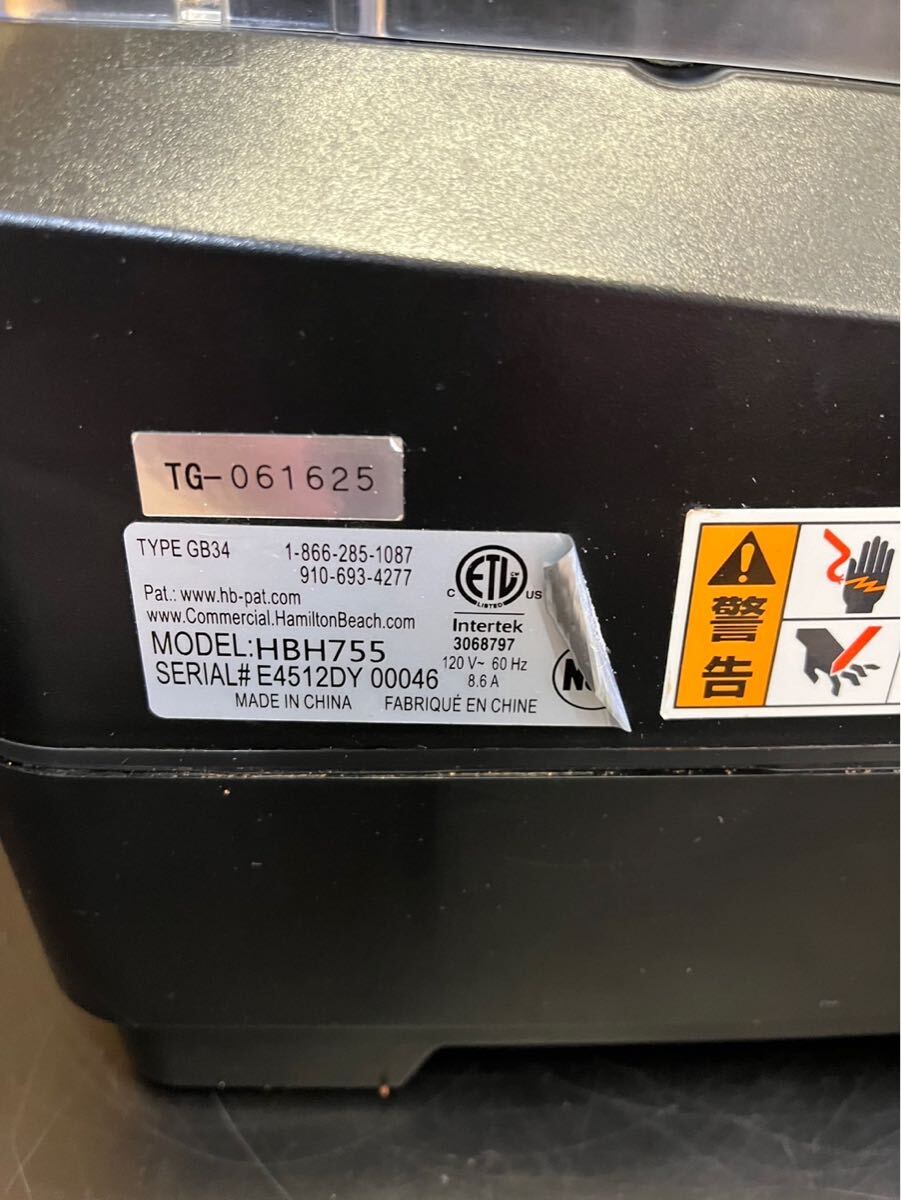 TG-061625
TYPE GB34 1-866-285-1087
910-693-4277
Pat.: www.hb-pat.com
www.Commercial.HamiltonBeach.com
MODEL:HBH755
SERIAL# E4512DY 00046
MADE IN CHINA FABRIQUÉ EN CHINE
ETL CM
LISTED
C US
Intertek
3068797
120 V~ 60 Hz
8.6 A
警告